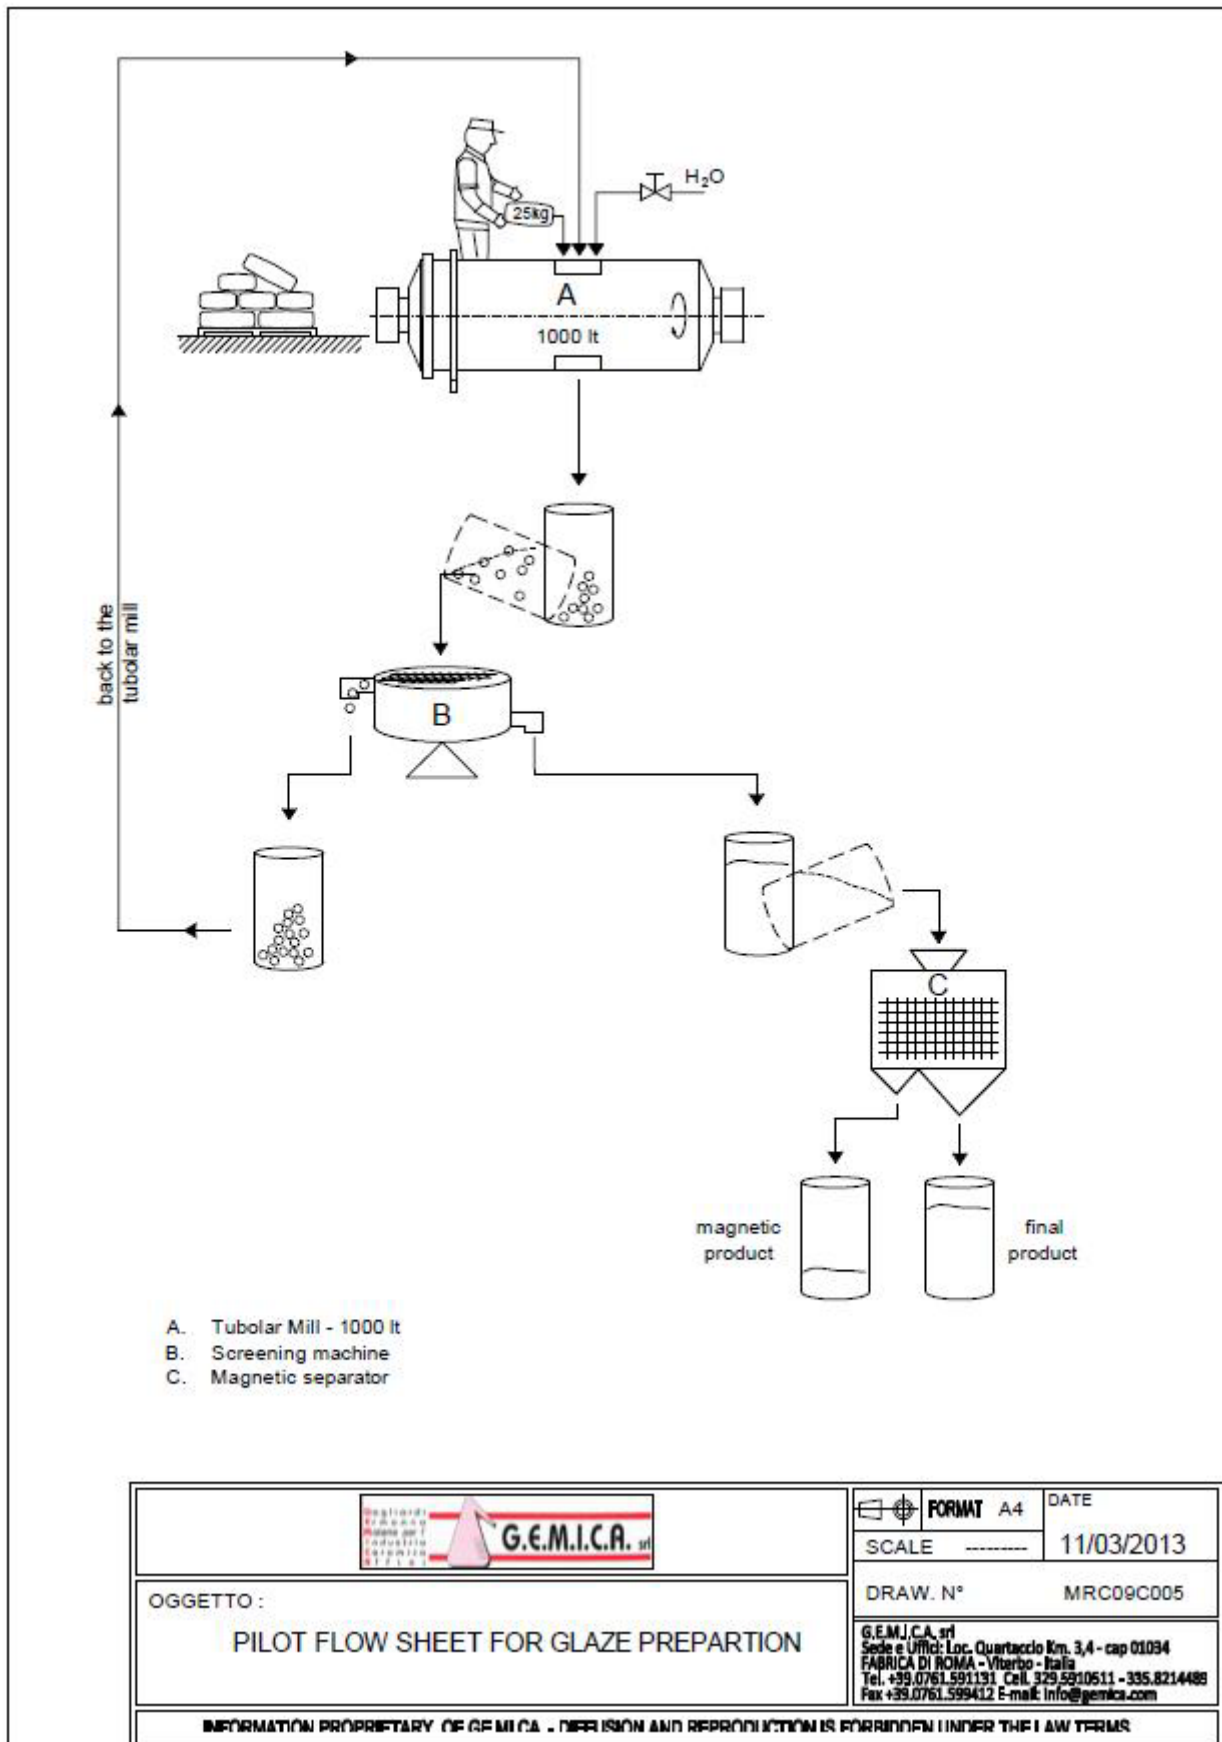 H2O
25kg
A
1000 lt
back to the
tubolar mill
B
C
magnetic
product
final
product
A. Tubolar Mill - 1000 lt
B. Screening machine
C. Magnetic separator
G.E.M.I.C.A. srl
FORMAT A4
DATE
SCALE ---------
11/03/2013
OGGETTO :
PILOT FLOW SHEET FOR GLAZE PREPARTION
DRAW. N° MRC09C005
G.E.M.I.C.A. srl
Sede e Uffici: Loc. Quartaccio Km. 3,4 - cap 01034
FABRICA DI ROMA - Viterbo - Italia
Tel. +39.0761.591131 Cell. 329.5910511 - 335.8214489
Fax +39.0761.599412 E-mail: info@gemica.com
INFORMATION PROPRIETARY OF GEMICA - DIFFUSION AND REPRODUCTION IS FORBIDDEN UNDER THE LAW TERMS